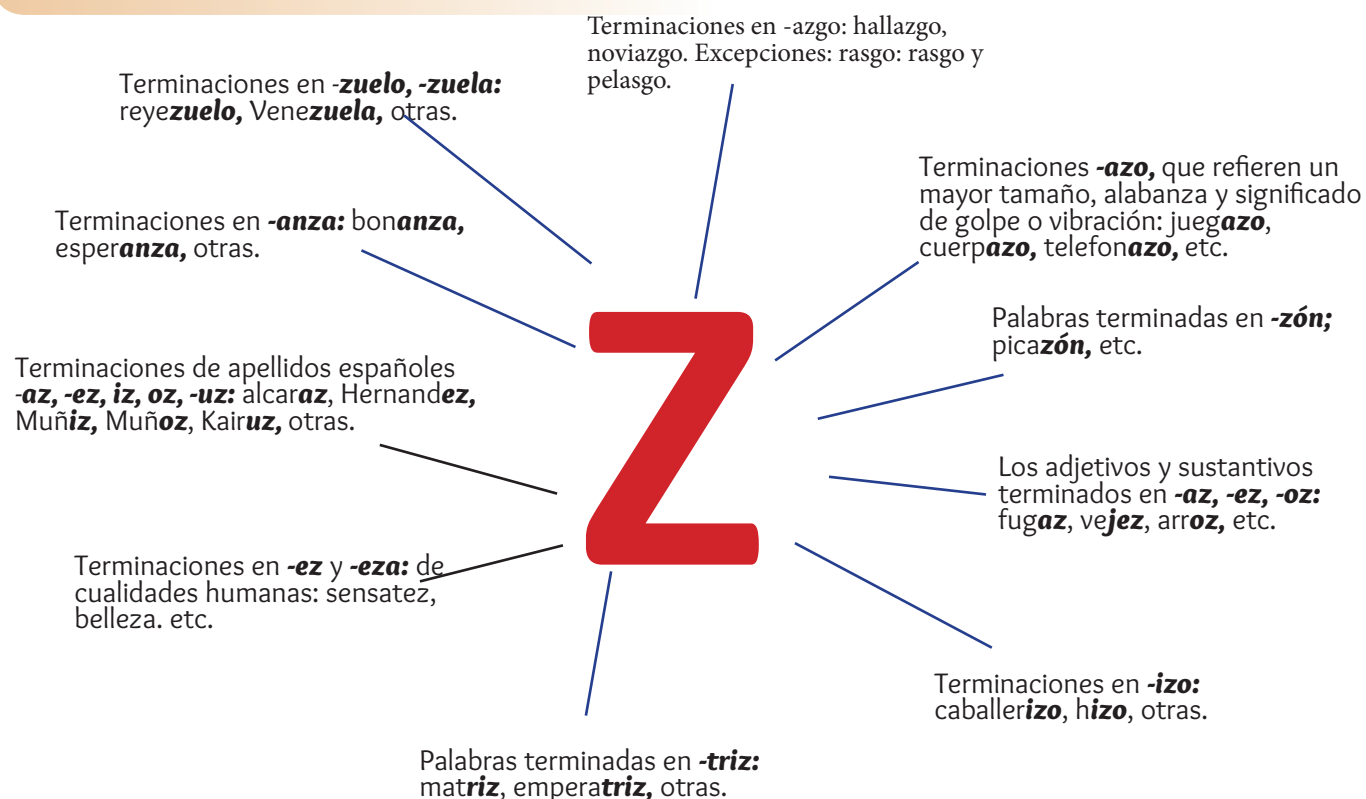 Terminaciones en -azgo: hallazgo,
noviazgo. Excepciones: rasgo: rasgo y
pelasgo.
Terminaciones en -zuelo, -zuela:
reyezuelo, Venezuela, otras.
Terminaciones -azo, que refieren un
mayor tamaño, alabanza y significado
de golpe o vibración: juegazo,
cuerpazo, telefonazo, etc.
Terminaciones en -anza: bonanza,
esperanza, otras.
Palabras terminadas en -zón;
picazón, etc.
Terminaciones de apellidos españoles
-az, -ez, iz, oz, -uz: alcaraz, Hernandez,
Muñiz, Muñoz, Kairuz, otras.
Z
Los adjetivos y sustantivos
terminados en -az, -ez, -oz:
fugaz, vejez, arroz, etc.
Terminaciones en -ez y -eza: de
cualidades humanas: sensatez,
belleza. etc.
Terminaciones en -izo:
caballerizo, hizo, otras.
Palabras terminadas en -triz:
matriz, emperatriz, otras.